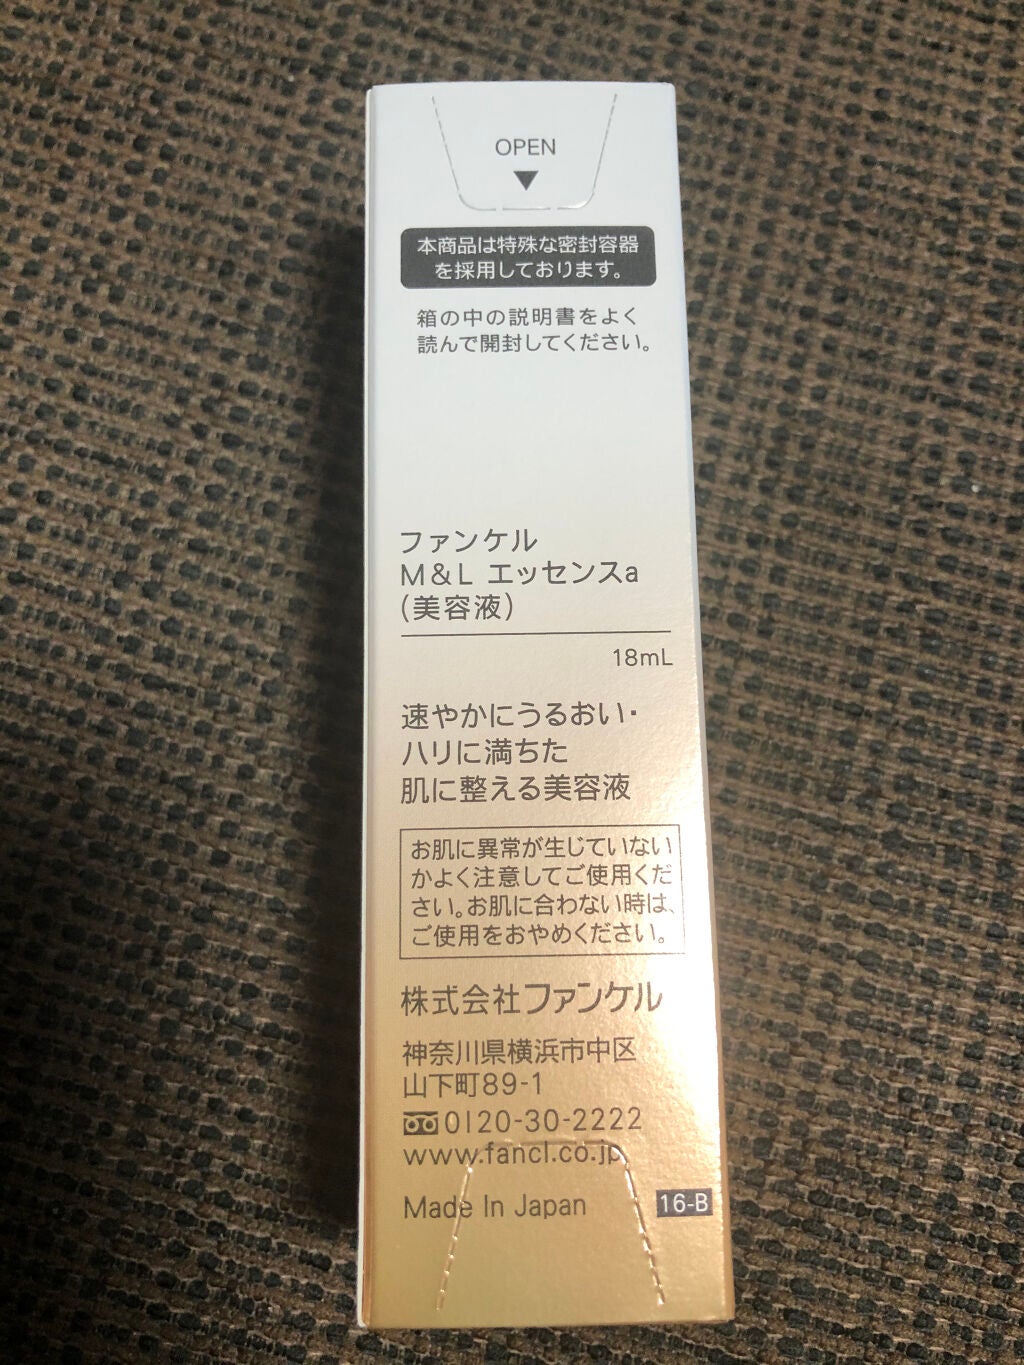 OPEN
▼
本商品は特殊な密封容器
を採用しております。
箱の中の説明書をよく
読んで開封してください。
ファンケル
M&L エッセンスa
(美容液)
18mL
速やかにうるおい・
ハリに満ちた
肌に整える美容液
お肌に異常が生じていない
かよく注意してご使用くだ
さい。お肌に合わない時は、
ご使用をおやめください。
株式会社ファンケル
神奈川県横浜市中区
山下町89-1
0120-30-2222
www.fancl.co.jp
Made In Japan
16-B